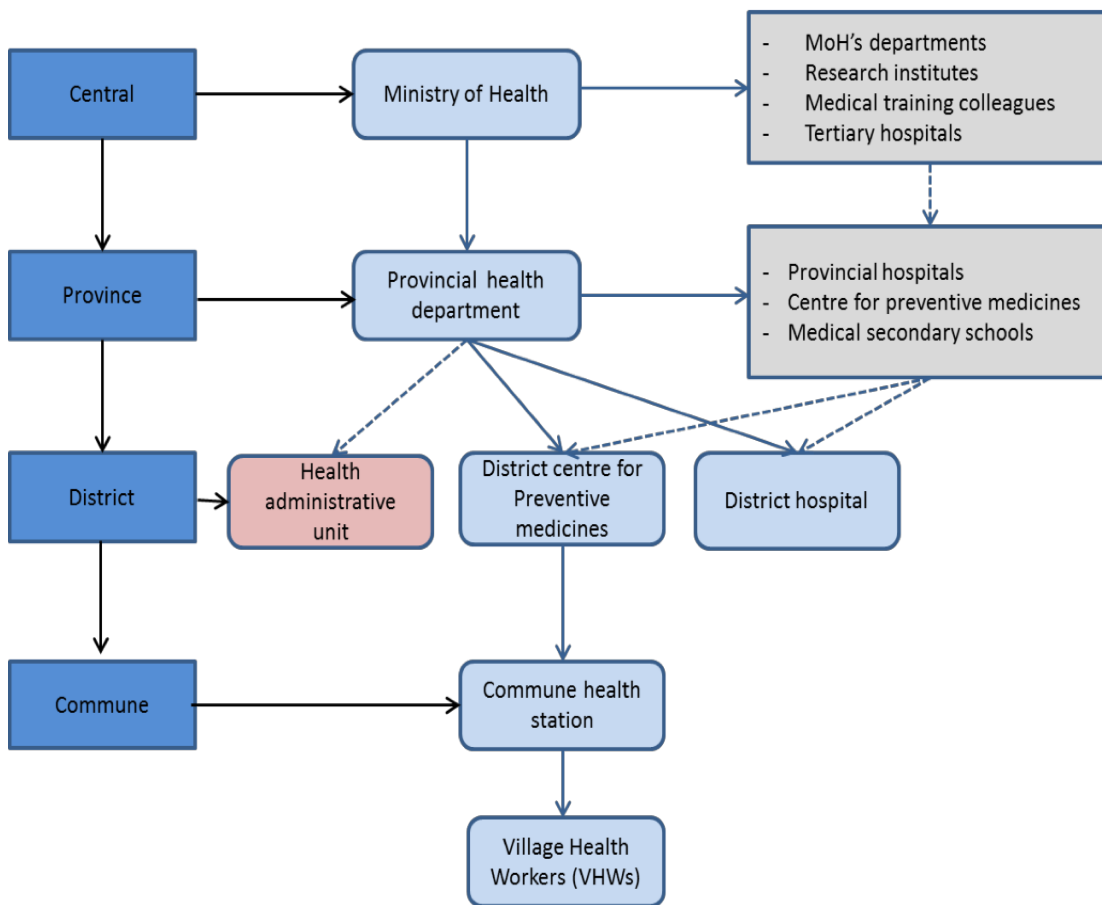 Central
Ministry of Health
- MoH's departments
- Research institutes
- Medical training colleagues
- Tertiary hospitals
Province
Provincial health
department
- Provincial hospitals
- Centre for preventive medicines
- Medical secondary schools
District
Health
administrative
unit
District centre for
Preventive
medicines
District hospital
Commune
Commune health
station
Village Health
Workers (VHWs)